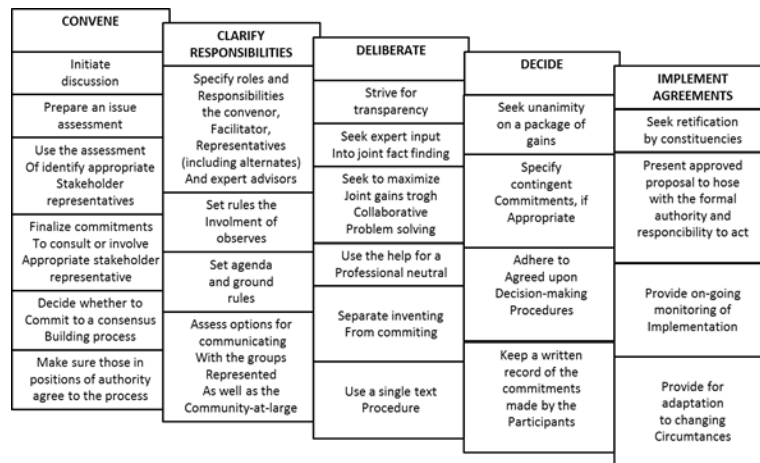 CONVENE
Initiate
discussion
Prepare an issue
assessment
Use the assessment
Of identify appropriate
Stakeholder
representatives
Finalize commitments
To consult or involve
Appropriate stakeholder
representative
Decide whether to
Commit to a consensus
Building process
Make sure those in
positions of authority
agree to the process
CLARIFY
RESPONSIBILITIES
Specify roles and
Responsibilities
the convenor,
Facilitator,
Representatives
(including alternates)
And expert advisors
Set rules the
Involment of
observes
Set agenda
and ground
rules
Assess options for
communicating
With the groups
Represented
As well as the
Community-at-large
DELIBERATE
Strive for
transparency
Seek expert input
Into joint fact finding
Seek to maximize
Joint gains trogh
Collaborative
Problem solving
Use the help for a
Professional neutral
Separate inventing
From commiting
Use a single text
Procedure
DECIDE
Seek unanimity
on a package of
gains
Specify
contingent
Commitments, if
Appropriate
Adhere to
Agreed upon
Decision-making
Procedures
Keep a written
record of the
commitments
made by the
Participants
IMPLEMENT
AGREEMENTS
Seek retification
by constituencies
Present approved
proposal to hose
with the formal
authority and
responcibility to act
Provide on-going
monitoring of
Implementation
Provide for
adaptation
to changing
Circumtances